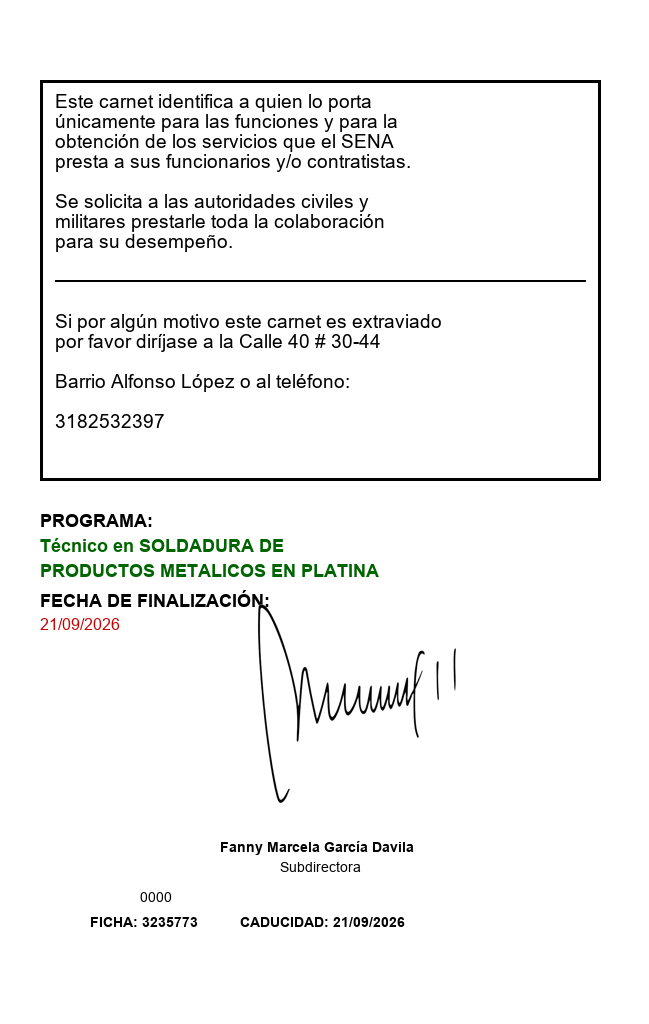 Este carnet identifica a quien lo porta
únicamente para las funciones y para la
obtención de los servicios que el SENA
presta a sus funcionarios y/o contratistas.
Se solicita a las autoridades civiles y
militares prestarle toda la colaboración
para su desempeño.
Si por algún motivo este carnet es extraviado
por favor diríjase a la Calle 40 # 30-44
Barrio Alfonso López o al teléfono:
3182532397
PROGRAMA:
Técnico en SOLDADURA DE
PRODUCTOS METALICOS EN PLATINA
FECHA DE FINALIZACIÓN:
21/09/2026
Fanny Marcela García Davila
Subdirectora
0000
FICHA: 3235773 CADUCIDAD: 21/09/2026